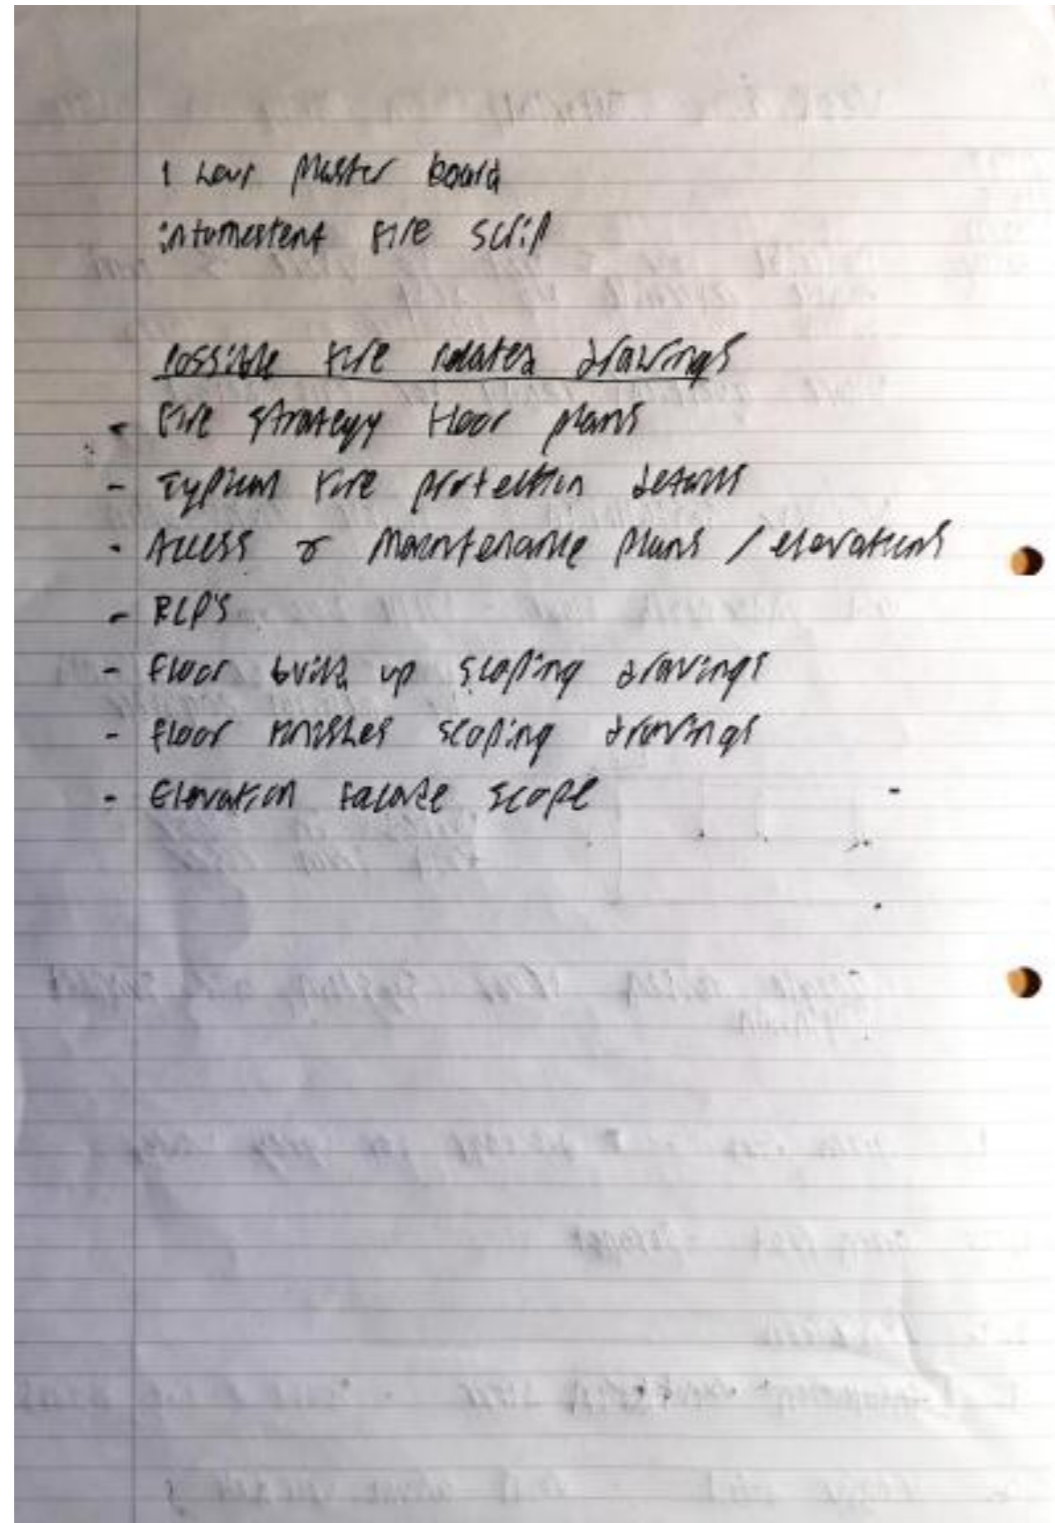 1 hour Master board
intumestent fire strip
Possible fire related drawings
- Fire strategy floor plans
- Typical fire protection details
- Access & Maintenance plans / elevations
- RCP's
- Floor build up scoping drawings
- Floor finishes scoping drawings
- Elevation facade scope